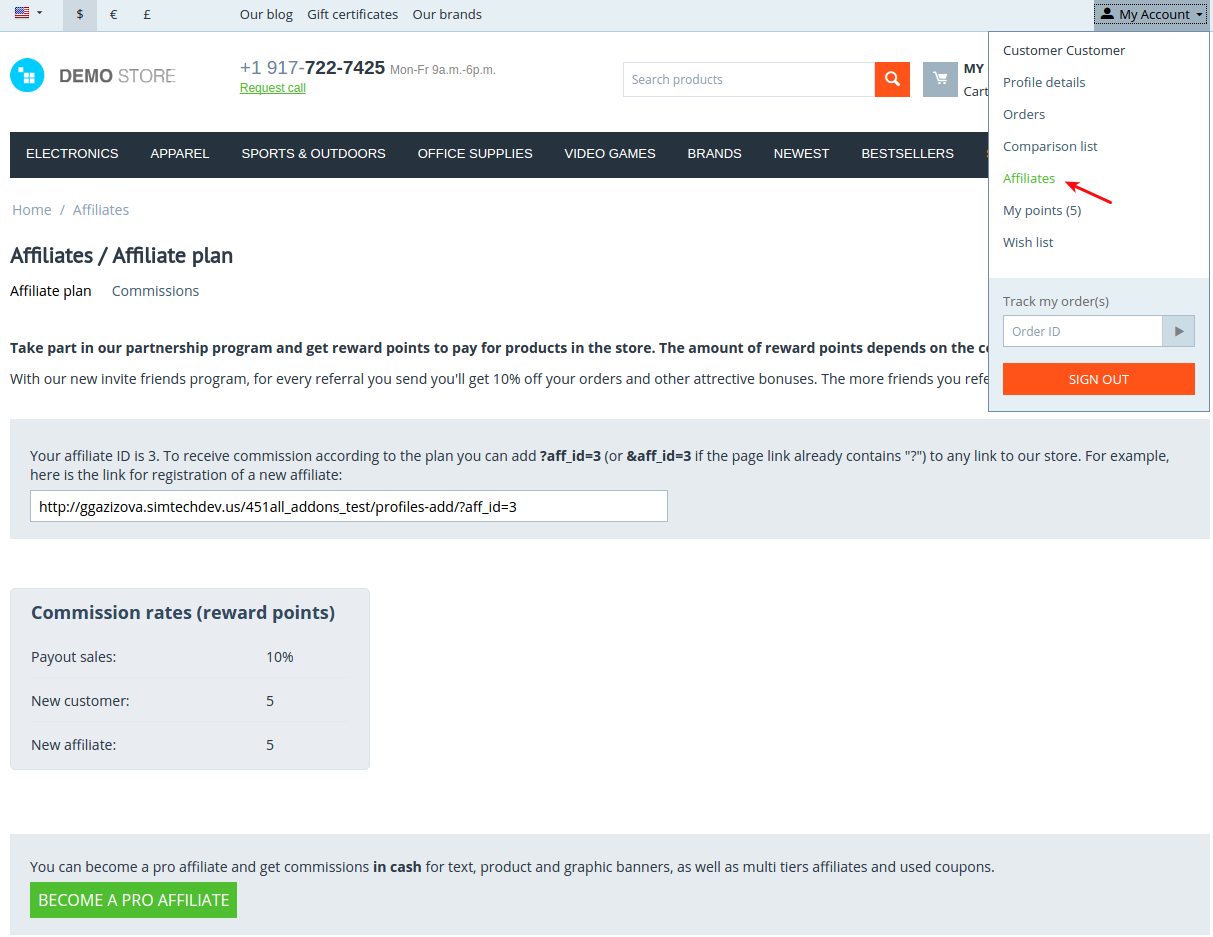 $ € £ Our blog Gift certificates Our brands My Account
DEMO STORE
+1 917-722-7425 Mon-Fri 9a.m.-6p.m.
Request call
Search products
MY
Cart
Customer Customer
Profile details
Orders
Comparison list
Affiliates
My points (5)
Wish list
Track my order(s)
Order ID
SIGN OUT
ELECTRONICS APPAREL SPORTS & OUTDOORS OFFICE SUPPLIES VIDEO GAMES BRANDS NEWEST BESTSELLERS
Home / Affiliates
Affiliates / Affiliate plan
Affiliate plan Commissions
Take part in our partnership program and get reward points to pay for products in the store. The amount of reward points depends on the
With our new invite friends program, for every referral you send you'll get 10% off your orders and other attrective bonuses. The more friends you
Your affiliate ID is 3. To receive commission according to the plan you can add ?aff_id=3 (or &aff_id=3 if the page link already contains "?") to any link to our store. For example,
here is the link for registration of a new affiliate:
http://ggazizova.simtechdev.us/451all_addons_test/profiles-add/?aff_id=3
Commission rates (reward points)
Payout sales: 10%
New customer: 5
New affiliate: 5
You can become a pro affiliate and get commissions in cash for text, product and graphic banners, as well as multi tiers affiliates and used coupons.
BECOME A PRO AFFILIATE